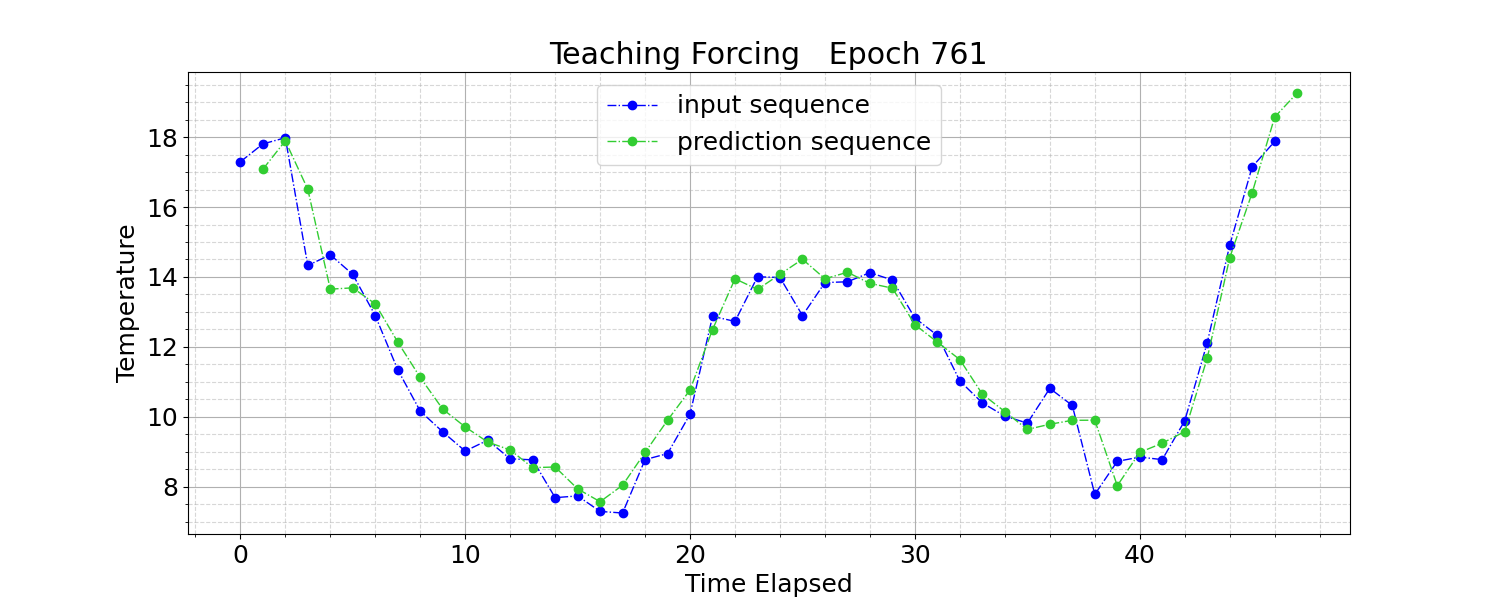 Teaching Forcing   Epoch 761
input sequence
prediction sequence
Temperature
18
16
14
12
10
8
0 10 20 30 40
Time Elapsed